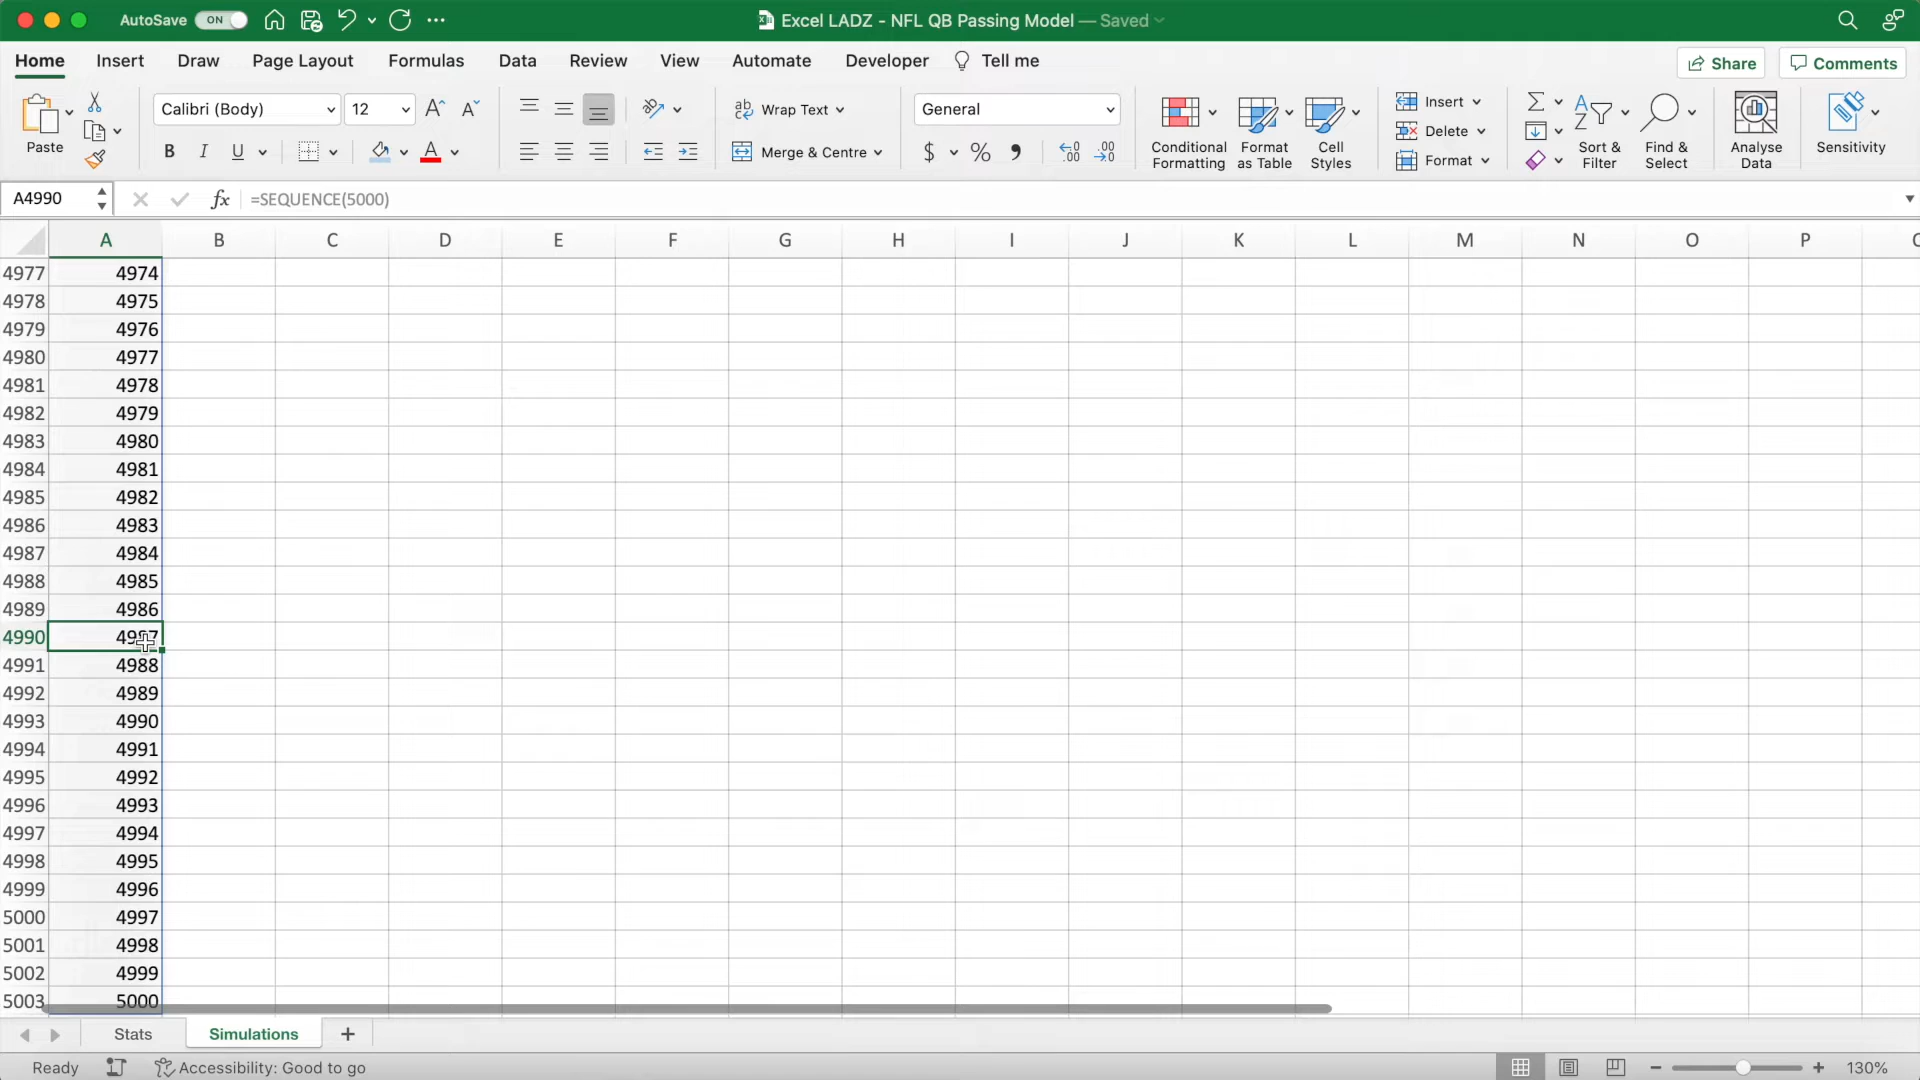 AutoSave ON Excel LADZ - NFL QB Passing Model — Saved
Home Insert Draw Page Layout Formulas Data Review View Automate Developer Tell me Share Comments
Paste
Calibri (Body) 12
B I U
Wrap Text
Merge & Centre
General
$ % 9
Conditional Formatting
Format as Table
Cell Styles
Insert
Delete
Format
Sort & Filter
Find & Select
Analyse Data
Sensitivity
A4990 fx =SEQUENCE(5000)
A B C D E F G H I J K L M N O P
4977 4974
4978 4975
4979 4976
4980 4977
4981 4978
4982 4979
4983 4980
4984 4981
4985 4982
4986 4983
4987 4984
4988 4985
4989 4986
4990 4987
4991 4988
4992 4989
4993 4990
4994 4991
4995 4992
4996 4993
4997 4994
4998 4995
4999 4996
5000 4997
5001 4998
5002 4999
5003 5000
Stats Simulations +
Ready Accessibility: Good to go 130%